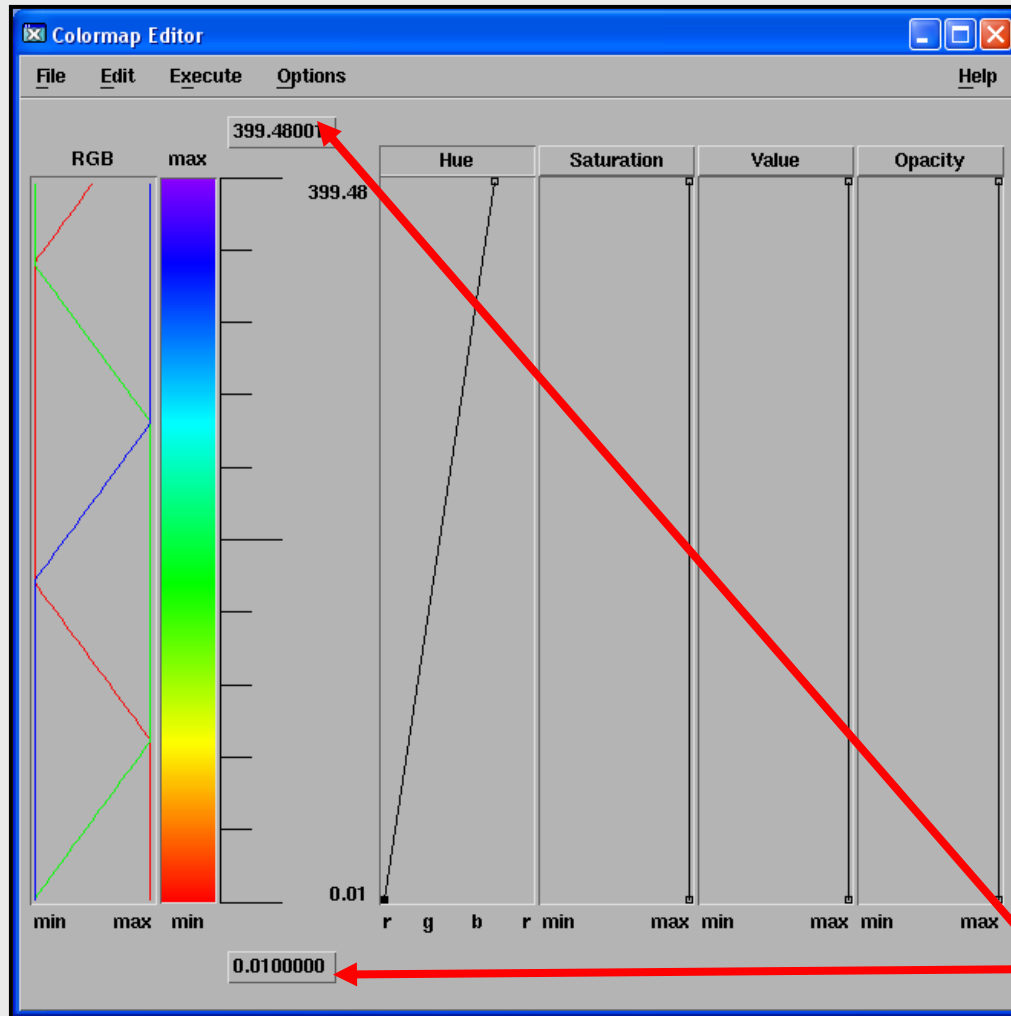 Colormap Editor
File Edit Execute Options Help
399.48001
RGB max Hue Saturation Value Opacity
399.48
0.01
min max min r g b r min max min max min max
0.0100000